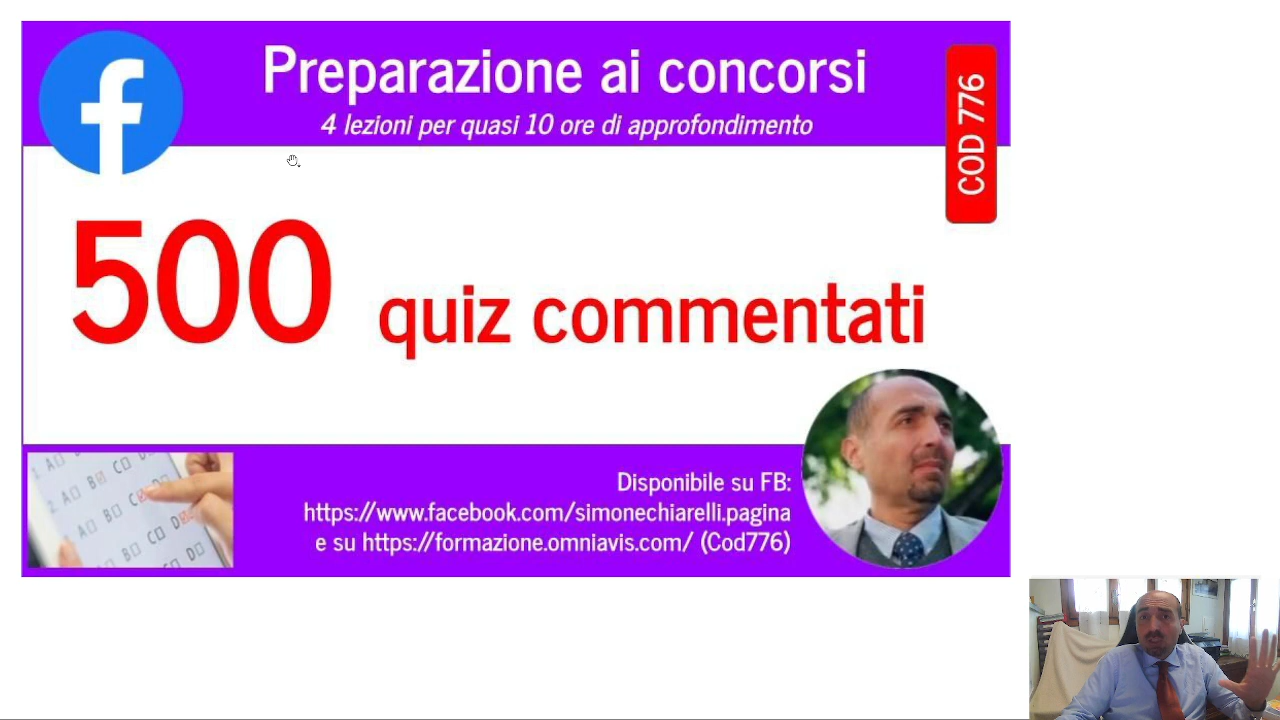 Preparazione ai concorsi
4 lezioni per quasi 10 ore di approfondimento
COD 776
500 quiz commentati
Disponibile su FB:
https://www.facebook.com/simonechiarelli.pagina
e su https://formazione.omniavis.com/ (Cod776)